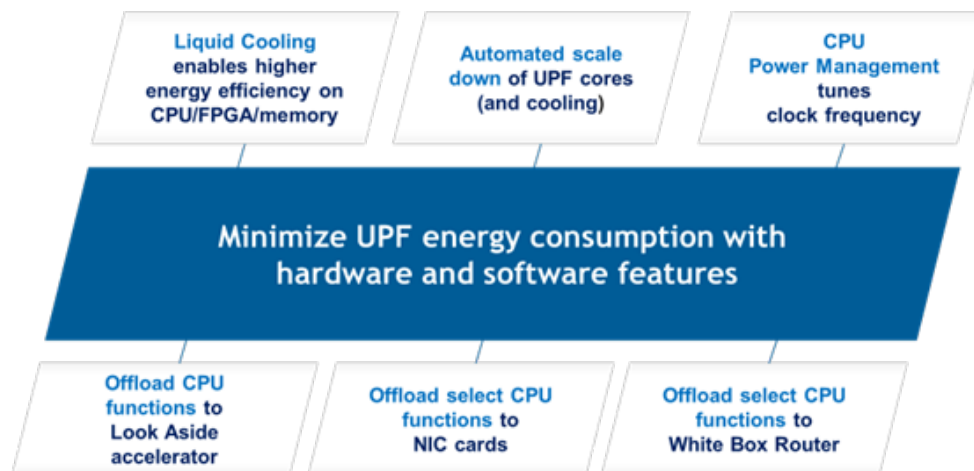 Liquid Cooling
enables higher
energy efficiency on
CPU/FPGA/memory
Automated scale
down of UPF cores
(and cooling)
CPU
Power Management
tunes
clock frequency
Minimize UPF energy consumption with
hardware and software features
Offload CPU
functions to
Look Aside
accelerator
Offload select CPU
functions to
NIC cards
Offload select CPU
functions to
White Box Router